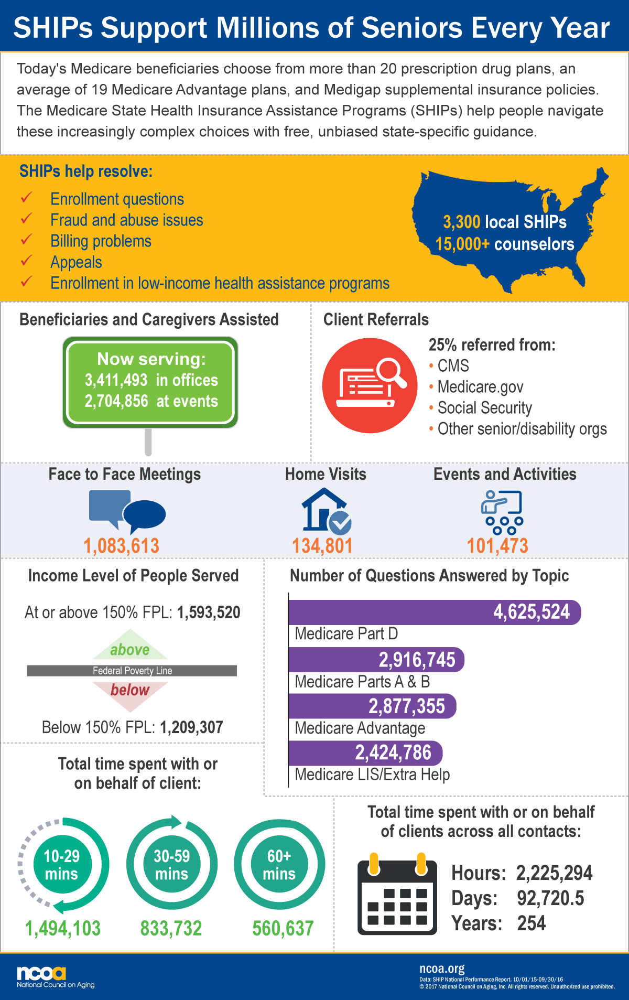 SHIPs Support Millions of Seniors Every Year
Today's Medicare beneficiaries choose from more than 20 prescription drug plans, an
average of 19 Medicare Advantage plans, and Medigap supplemental insurance policies.
The Medicare State Health Insurance Assistance Programs (SHIPs) help people navigate
these increasingly complex choices with free, unbiased state-specific guidance.
SHIPs help resolve:
✓ Enrollment questions
✓ Fraud and abuse issues
✓ Billing problems
✓ Appeals
✓ Enrollment in low-income health assistance programs
3,300 local SHIPs
15,000+ counselors
Beneficiaries and Caregivers Assisted
Now serving:
3,411,493 in offices
2,704,856 at events
Client Referrals
25% referred from:
• CMS
• Medicare.gov
• Social Security
• Other senior/disability orgs
Face to Face Meetings
1,083,613
Home Visits
134,801
Events and Activities
101,473
Income Level of People Served
At or above 150% FPL: 1,593,520
above
Federal Poverty Line
below
Below 150% FPL: 1,209,307
Number of Questions Answered by Topic
4,625,524
Medicare Part D
2,916,745
Medicare Parts A & B
2,877,355
Medicare Advantage
2,424,786
Medicare LIS/Extra Help
Total time spent with or
on behalf of client:
10-29
mins
1,494,103
30-59
mins
833,732
60+
mins
560,637
Total time spent with or on behalf
of clients across all contacts:
Hours: 2,225,294
Days: 92,720.5
Years: 254
ncoa
National Council on Aging
ncoa.org
Data: SHIP National Performance Report. 10/01/15-09/30/16
© 2017 National Council on Aging, Inc. All rights reserved. Unauthorized use prohibited.